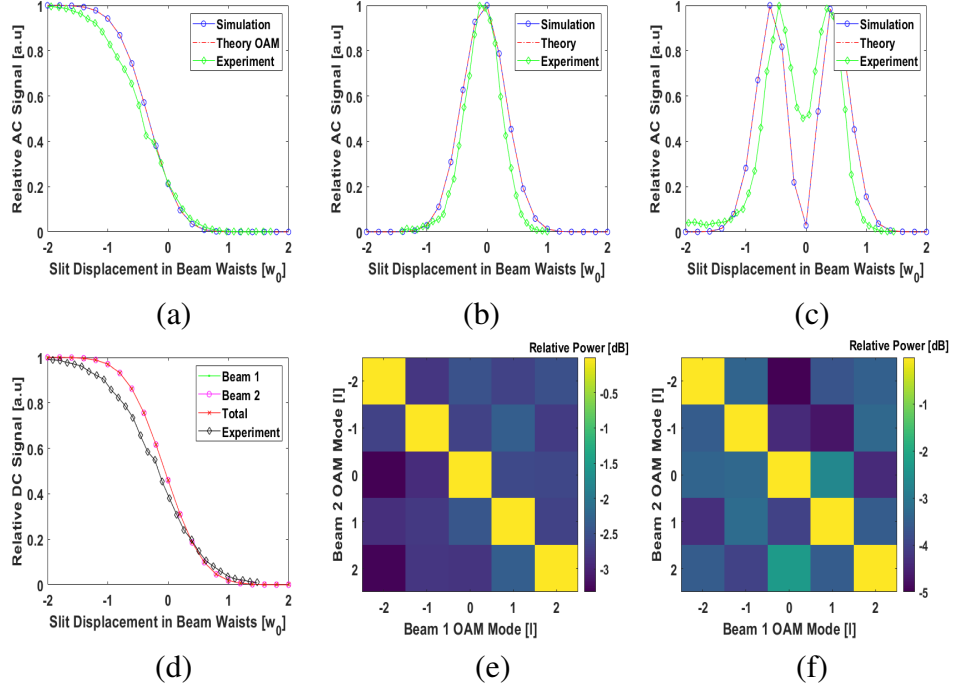 1
0.8
0.6
0.4
0.2
0
Relative AC Signal [a.u]
Simulation
Theory OAM
Experiment
-2 -1 0 1 2
Slit Displacement in Beam Waists [w0]
(a)
1
0.8
0.6
0.4
0.2
0
Relative AC Signal [a.u]
Simulation
Theory
Experiment
-2 -1 0 1 2
Slit Displacement in Beam Waists [w0]
(b)
1
0.8
0.6
0.4
0.2
0
Relative AC Signal [a.u]
Simulation
Theory
Experiment
-2 -1 0 1 2
Slit Displacement in Beam Waists [w0]
(c)
1
0.8
0.6
0.4
0.2
0
Relative DC Signal [a.u]
Beam 1
Beam 2
Total
Experiment
-2 -1 0 1 2
Slit Displacement in Beam Waists [w0]
(d)
Relative Power [dB]
-2
-1
0
1
2
Beam 2 OAM Mode [l]
-0.5
-1
-1.5
-2
-2.5
-3
-2 -1 0 1 2
Beam 1 OAM Mode [l]
(e)
Relative Power [dB]
-2
-1
0
1
2
Beam 2 OAM Mode [l]
-1
-2
-3
-4
-5
-2 -1 0 1 2
Beam 1 OAM Mode [l]
(f)